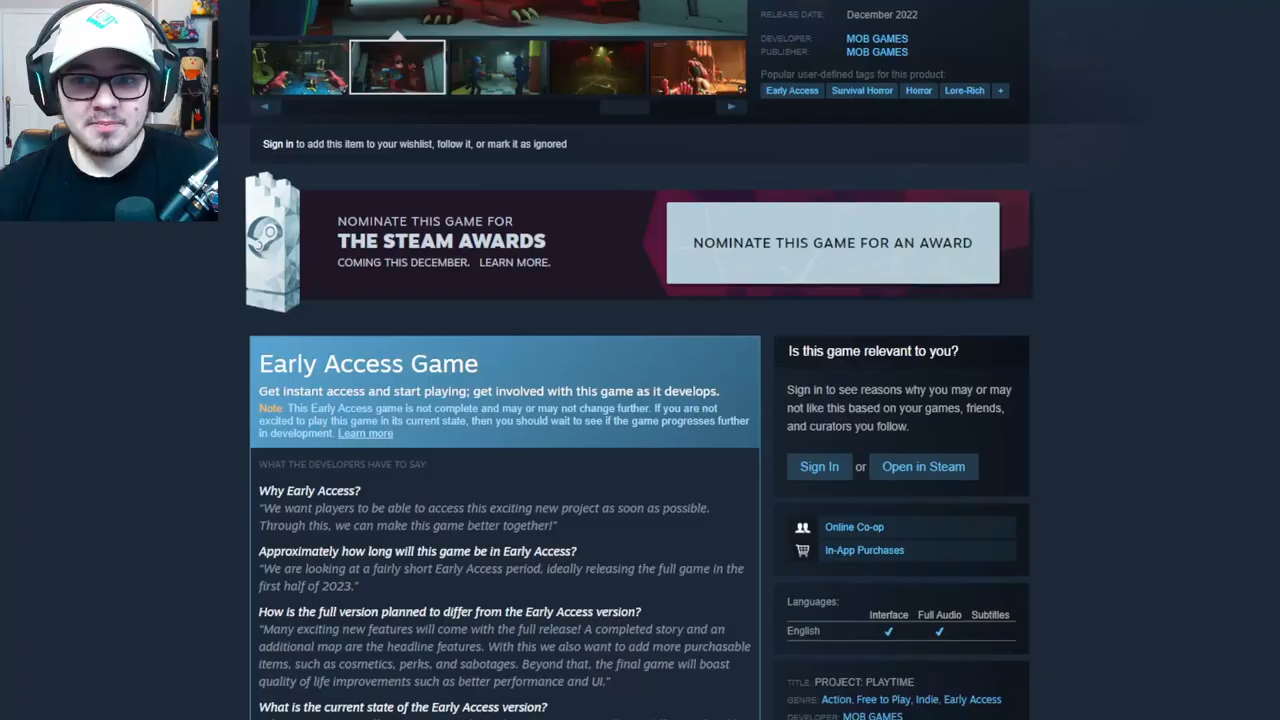 RELEASE DATE: December 2022
DEVELOPER: MOB GAMES
PUBLISHER: MOB GAMES
Popular user-defined tags for this product:
Early Access Survival Horror Horror Lore-Rich +
Sign in to add this item to your wishlist, follow it, or mark it as ignored
NOMINATE THIS GAME FOR
THE STEAM AWARDS
COMING THIS DECEMBER. LEARN MORE.
NOMINATE THIS GAME FOR AN AWARD
Early Access Game
Get instant access and start playing; get involved with this game as it develops.
Note: This Early Access game is not complete and may or may not change further. If you are not
excited to play this game in its current state, then you should wait to see if the game progresses further
in development. Learn more
WHAT THE DEVELOPERS HAVE TO SAY:
Why Early Access?
“We want players to be able to access this exciting new project as soon as possible.
Through this, we can make this game better together!”
Approximately how long will this game be in Early Access?
“We are looking at a fairly short Early Access period, ideally releasing the full game in the
first half of 2023.”
How is the full version planned to differ from the Early Access version?
“Many exciting new features will come with the full release! A completed story and an
additional map are the headline features. With this we also want to add more purchasable
items, such as cosmetics, perks, and sabotages. Beyond that, the final game will boast
quality of life improvements such as better performance and UI.”
What is the current state of the Early Access version?
Is this game relevant to you?
Sign in to see reasons why you may or may
not like this based on your games, friends,
and curators you follow.
Sign In or Open in Steam
Online Co-op
In-App Purchases
Languages:
Interface Full Audio Subtitles
English ✔ ✔
TITLE: PROJECT: PLAYTIME
GENRE: Action, Free to Play, Indie, Early Access
DEVELOPER: MOB GAMES